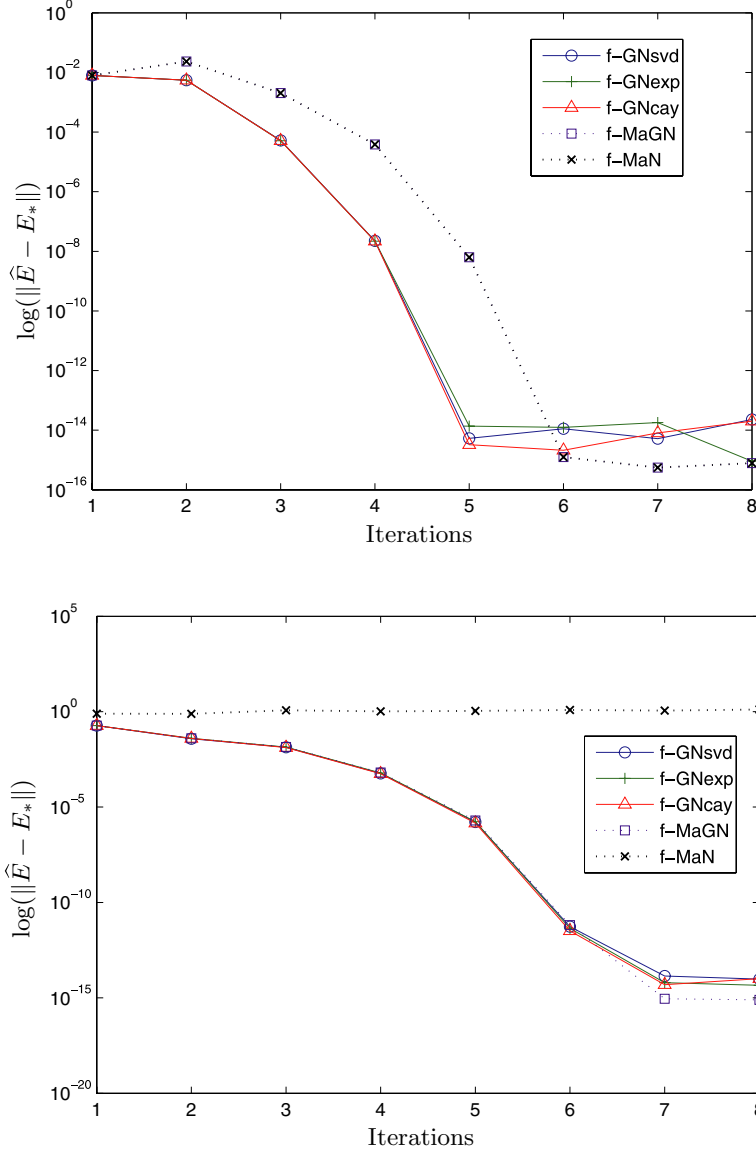 10^0
10^−2
10^−4
10^−6
10^−8
10^−10
10^−12
10^−14
10^−16
log(‖Ê − E_*‖)
f−GNsvd
f−GNexp
f−GNcay
f−MaGN
f−MaN
1 2 3 4 5 6 7 8
Iterations
10^5
10^0
10^−5
10^−10
10^−15
10^−20
log(‖Ê − E_*‖)
f−GNsvd
f−GNexp
f−GNcay
f−MaGN
f−MaN
1 2 3 4 5 6 7 8
Iterations